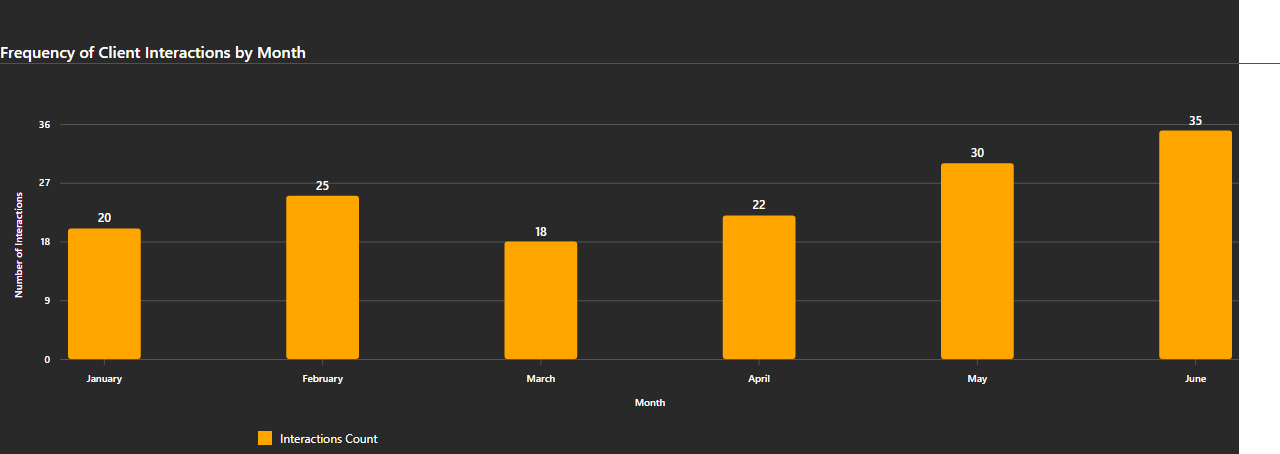 Frequency of Client Interactions by Month
36
27
18
9
0
Number of Interactions
20
25
18
22
30
35
January
February
March
April
May
June
Month
Interactions Count